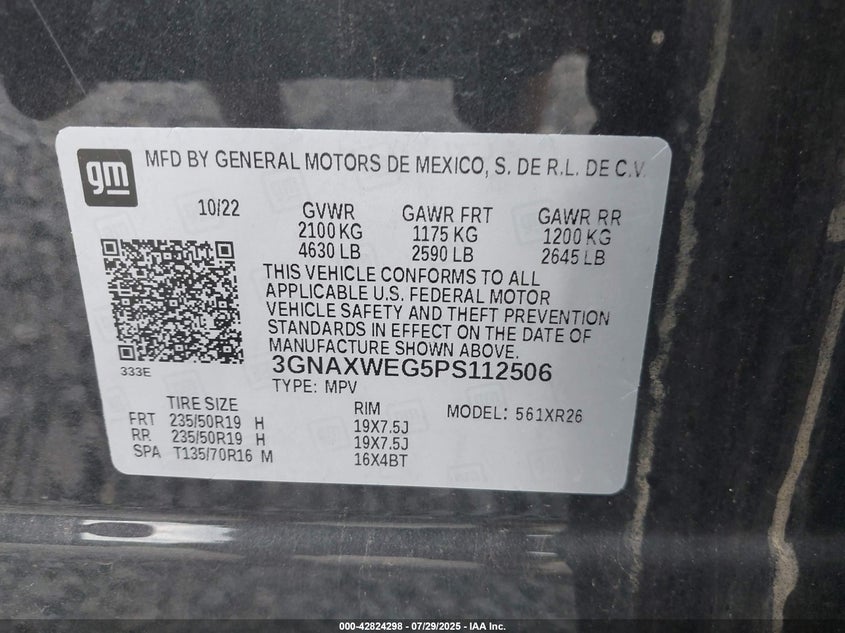 gm MFD BY GENERAL MOTORS DE MEXICO, S. DE R.L. DE C.V.
10/22 GVWR GAWR FRT GAWR RR
2100 KG 1175 KG 1200 KG
4630 LB 2590 LB 2645 LB
THIS VEHICLE CONFORMS TO ALL
APPLICABLE U.S. FEDERAL MOTOR
VEHICLE SAFETY AND THEFT PREVENTION
STANDARDS IN EFFECT ON THE DATE OF
MANUFACTURE SHOWN ABOVE.
333E 3GNAXWEG5PS112506
TYPE: MPV
TIRE SIZE RIM MODEL: 561XR26
FRT 235/50R19 H 19X7.5J
RR 235/50R19 H 19X7.5J
SPA T135/70R16 M 16X4BT
000-42824298 - 07/29/2025 - IAA Inc.